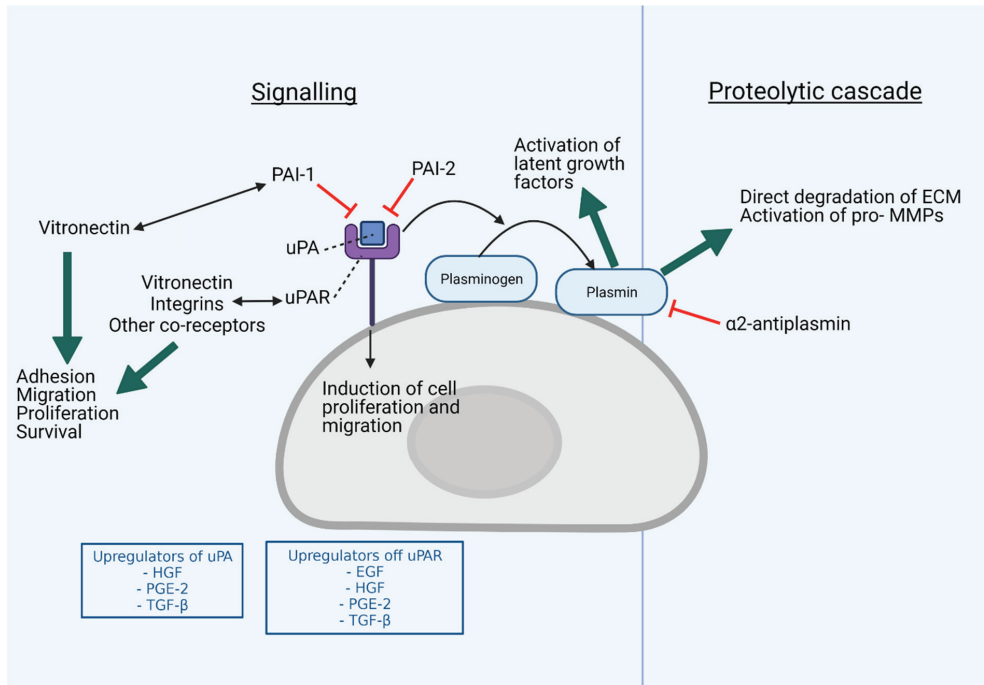 Signalling
Proteolytic cascade
PAI-1
PAI-2
Activation of
latent growth
factors
Direct degradation of ECM
Activation of pro- MMPs
Vitronectin
uPA
Vitronectin
Integrins
Other co-receptors
uPAR
Plasminogen
Plasmin
α2-antiplasmin
Adhesion
Migration
Proliferation
Survival
Induction of cell
proliferation and
migration
Upregulators of uPA
- HGF
- PGE-2
- TGF-β
Upregulators off uPAR
- EGF
- HGF
- PGE-2
- TGF-β